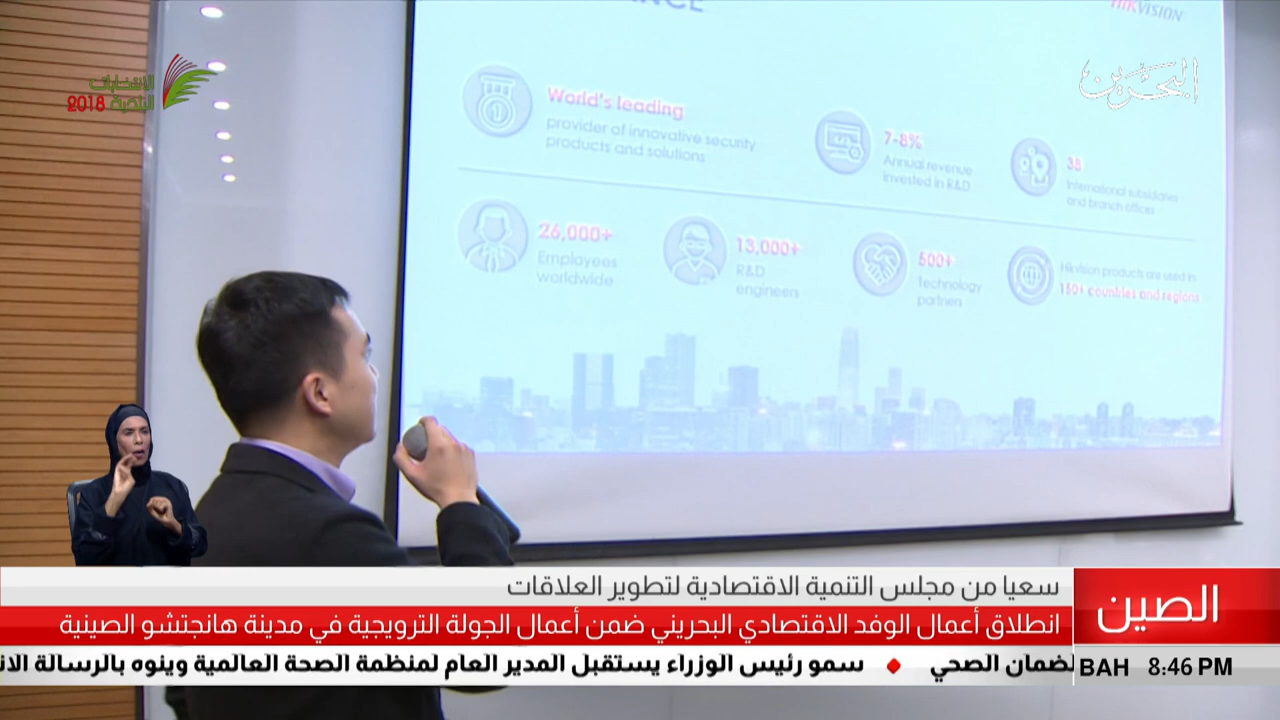 HIKVISION
البحرين
الانتخابات
النيابية 2018
World's leading
provider of innovative security
products and solutions
7-8%
Annual revenue
invested in R&D
38
International subsidiaries
and branch offices
26,000+
Employees
worldwide
13,000+
R&D
engineers
500+
Technology
partners
Hikvision products are used in
150+ countries and regions
سعيا من مجلس التنمية الاقتصادية لتطوير العلاقات
الصين
انطلاق أعمال الوفد الاقتصادي البحريني ضمن أعمال الجولة الترويجية في مدينة هانجتشو الصينية
لضمان الصحي ♦ سمو رئيس الوزراء يستقبل المدير العام لمنظمة الصحة العالمية وينوه بالرسالة
BAH 8:46 PM